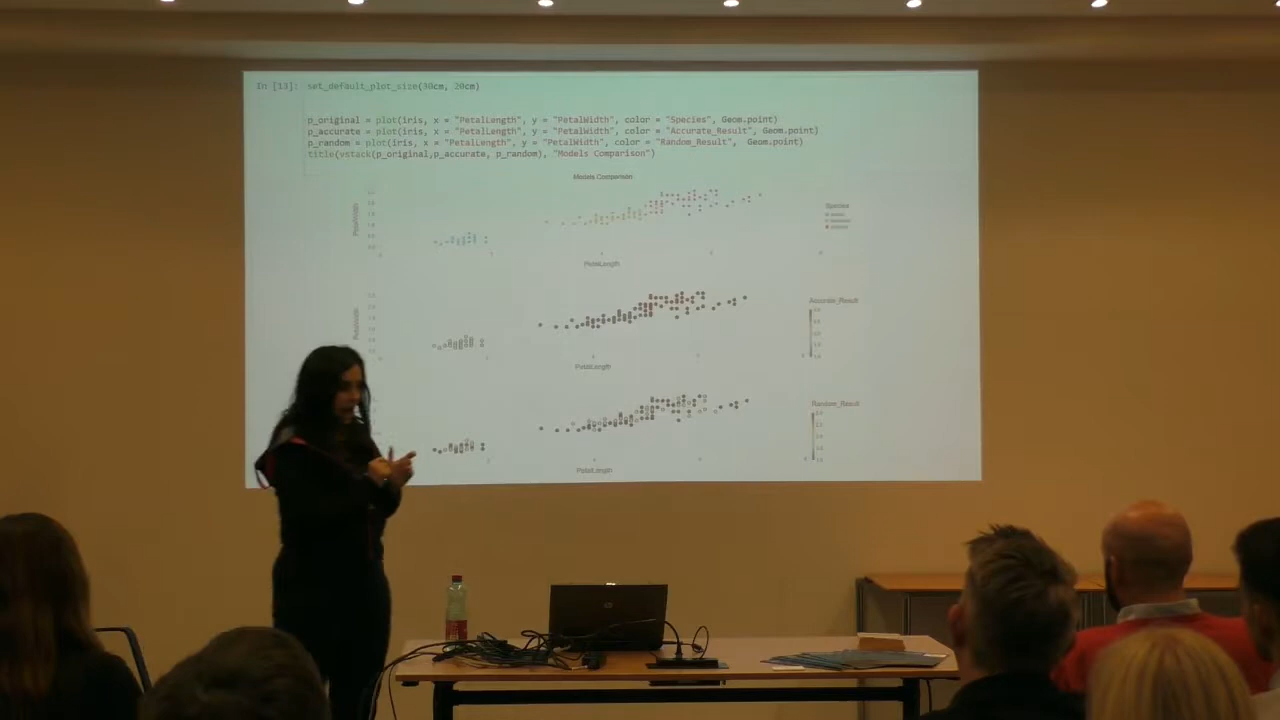 In [13]: set_default_plot_size(30cm, 20cm)
p_original = plot(iris, x = "PetalLength", y = "PetalWidth", color = "Species", Geom.point)
p_accurate = plot(iris, x = "PetalLength", y = "PetalWidth", color = "Accurate_Result", Geom.point)
p_random = plot(iris, x = "PetalLength", y = "PetalWidth", color = "Random_Result",  Geom.point)
title(vstack(p_original,p_accurate, p_random), "Models Comparison")
Models Comparison
PetalWidth
Species
PetalLength
PetalWidth
Accurate_Result
PetalLength
Random_Result
PetalLength